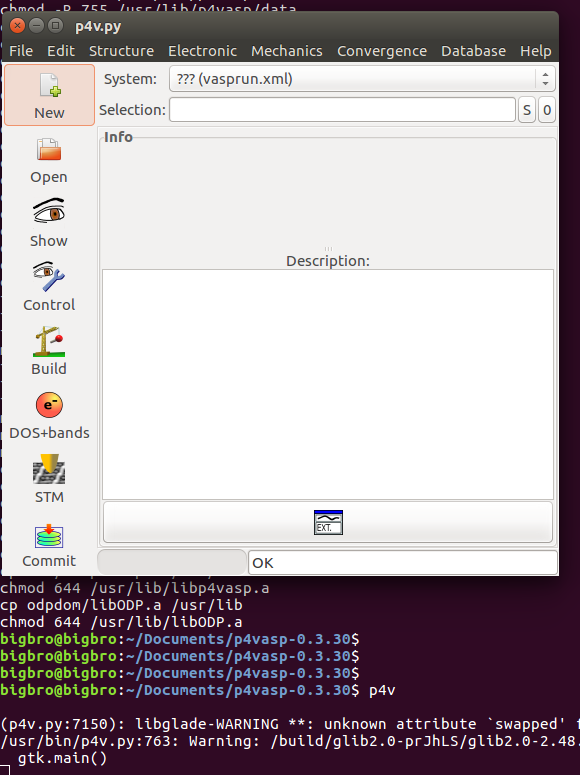 chmod -R 755 /usr/lib/p4vasp/data
p4v.py
File Edit Structure Electronic Mechanics Convergence Database Help
New
System: ??? (vasprun.xml)
Selection: S 0
Info
Open
Show
Description:
Control
Build
e-
DOS+bands
STM
EXT.
Commit
OK
chmod 644 /usr/lib/libp4vasp.a
cp odpdom/libODP.a /usr/lib
chmod 644 /usr/lib/libODP.a
bigbro@bigbro:~/Documents/p4vasp-0.3.30$
bigbro@bigbro:~/Documents/p4vasp-0.3.30$
bigbro@bigbro:~/Documents/p4vasp-0.3.30$
bigbro@bigbro:~/Documents/p4vasp-0.3.30$ p4v
(p4v.py:7150): libglade-WARNING **: unknown attribute `swapped' f
/usr/bin/p4v.py:763: Warning: /build/glib2.0-prJhLS/glib2.0-2.48.
gtk.main()